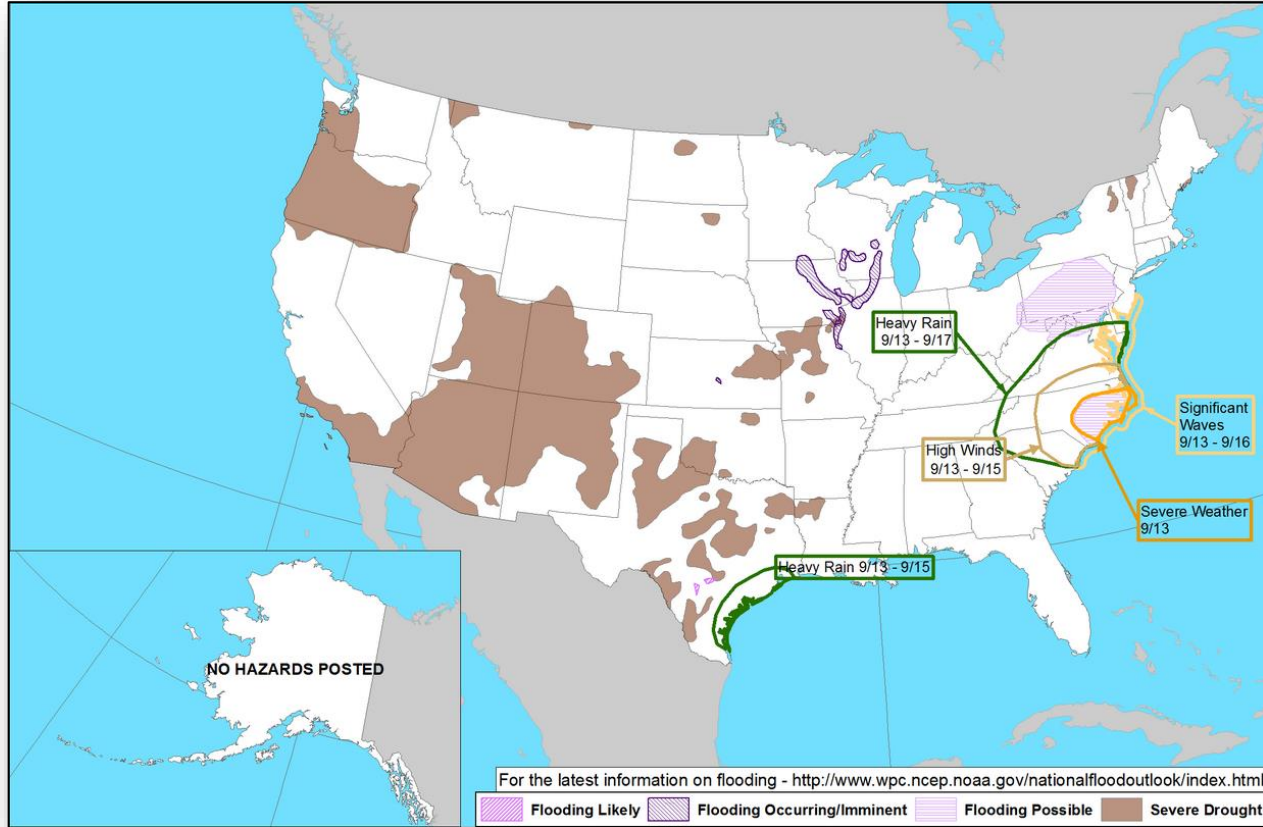 Heavy Rain
9/13 - 9/17
Significant
Waves
9/13 - 9/16
High Winds
9/13 - 9/15
Severe Weather
9/13
Heavy Rain 9/13 - 9/15
NO HAZARDS POSTED
For the latest information on flooding - http://www.wpc.ncep.noaa.gov/nationalfloodoutlook/index.html
Flooding Likely Flooding Occurring/Imminent Flooding Possible Severe Drought